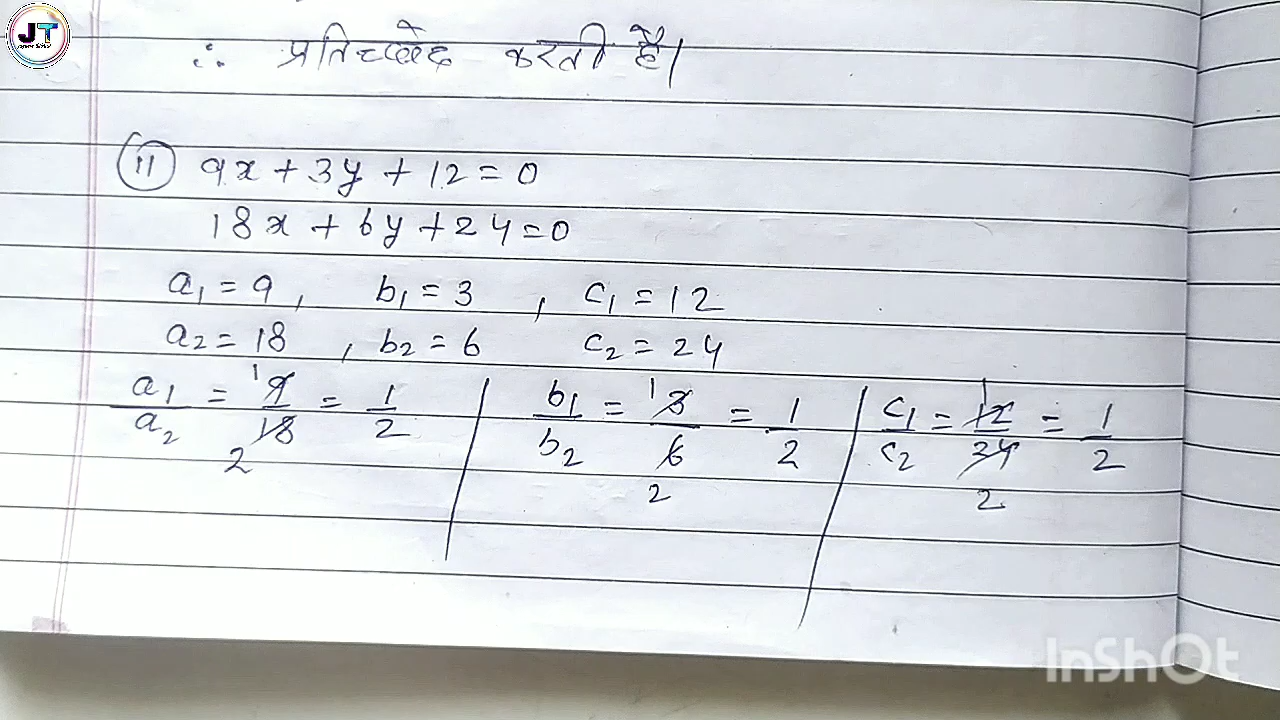 JT
∴ प्रतिच्छेद करती है।
(11) 9x + 3y + 12 = 0
18x + 6y + 24 = 0
a₁ = 9, b₁ = 3, c₁ = 12
a₂ = 18, b₂ = 6 c₂ = 24
a₁/a₂ = 9/18 = 1/2 | b₁/b₂ = 3/6 = 1/2 | c₁/c₂ = 12/34 = 1/2
InShOt